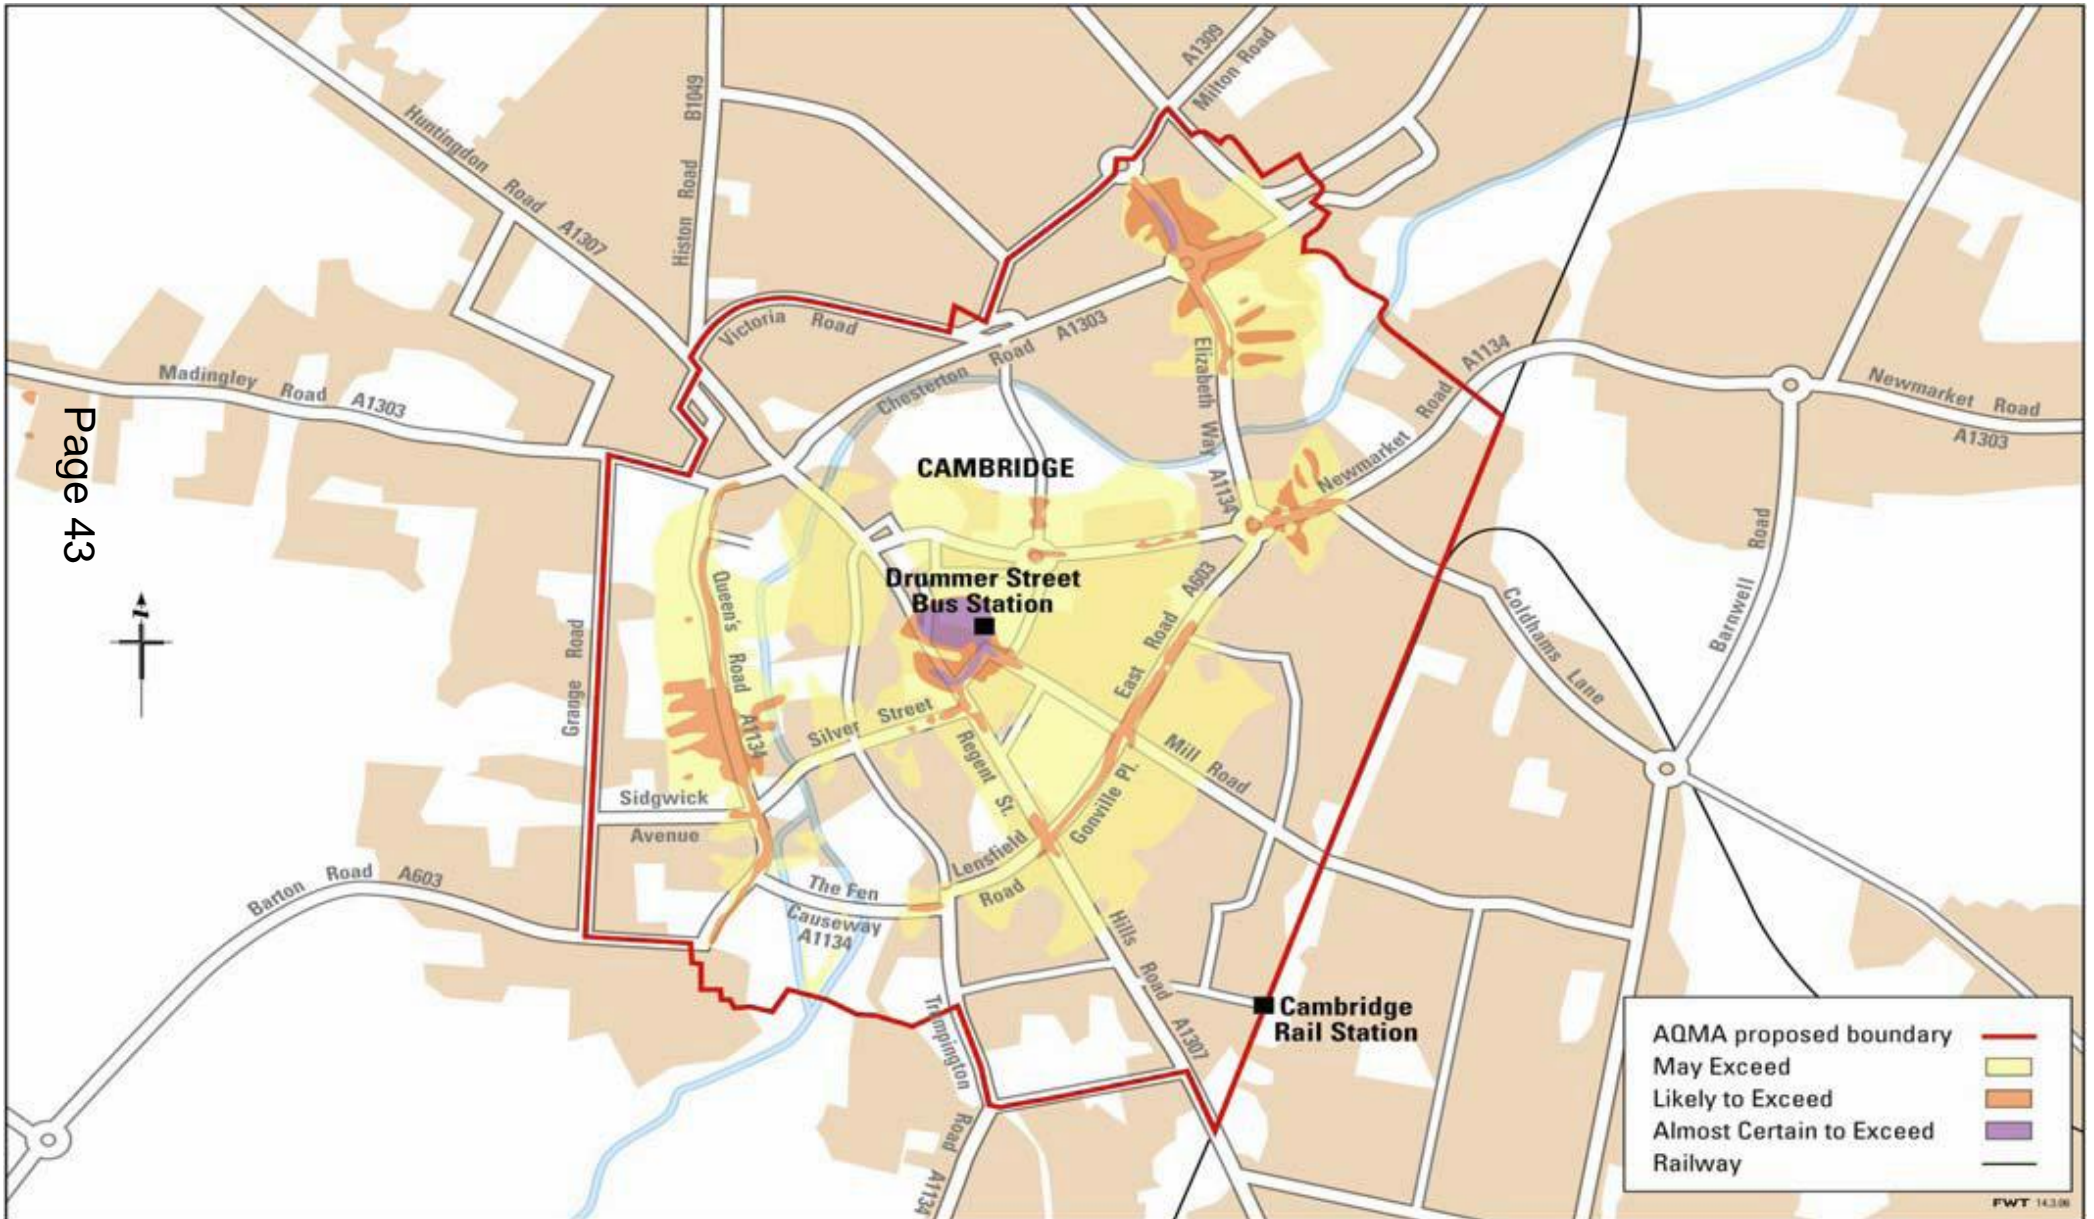 A1309
Milton Road
Histon Road B1049
Huntingdon Road A1307
Victoria Road
Chesterton Road A1303
Elizabeth Way A1134
Newmarket Road A1134
Newmarket Road
A1303
Madingley Road A1303
Page 43
CAMBRIDGE
Drummer Street
Bus Station
Queen's Road A1134
Grange Road
East Road A603
Coldhams Lane
Barnwell Road
Silver Street
Regent St.
Mill Road
Gonville Pl.
Sidgwick
Avenue
Lensfield
Road
The Fen
Causeway
A1134
Barton Road A603
Hills Road A1307
Trumpington Road A1134
Cambridge
Rail Station
AQMA proposed boundary
May Exceed
Likely to Exceed
Almost Certain to Exceed
Railway
FWT 14.3.06